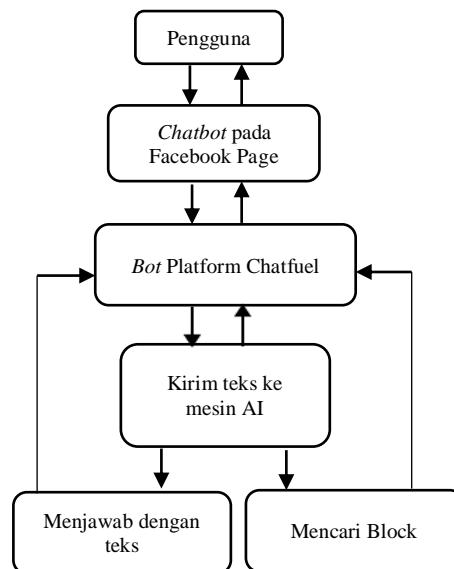 Pengguna
Chatbot pada
Facebook Page
Bot Platform Chatfuel
Kirim teks ke
mesin AI
Menjawab dengan
teks
Mencari Block